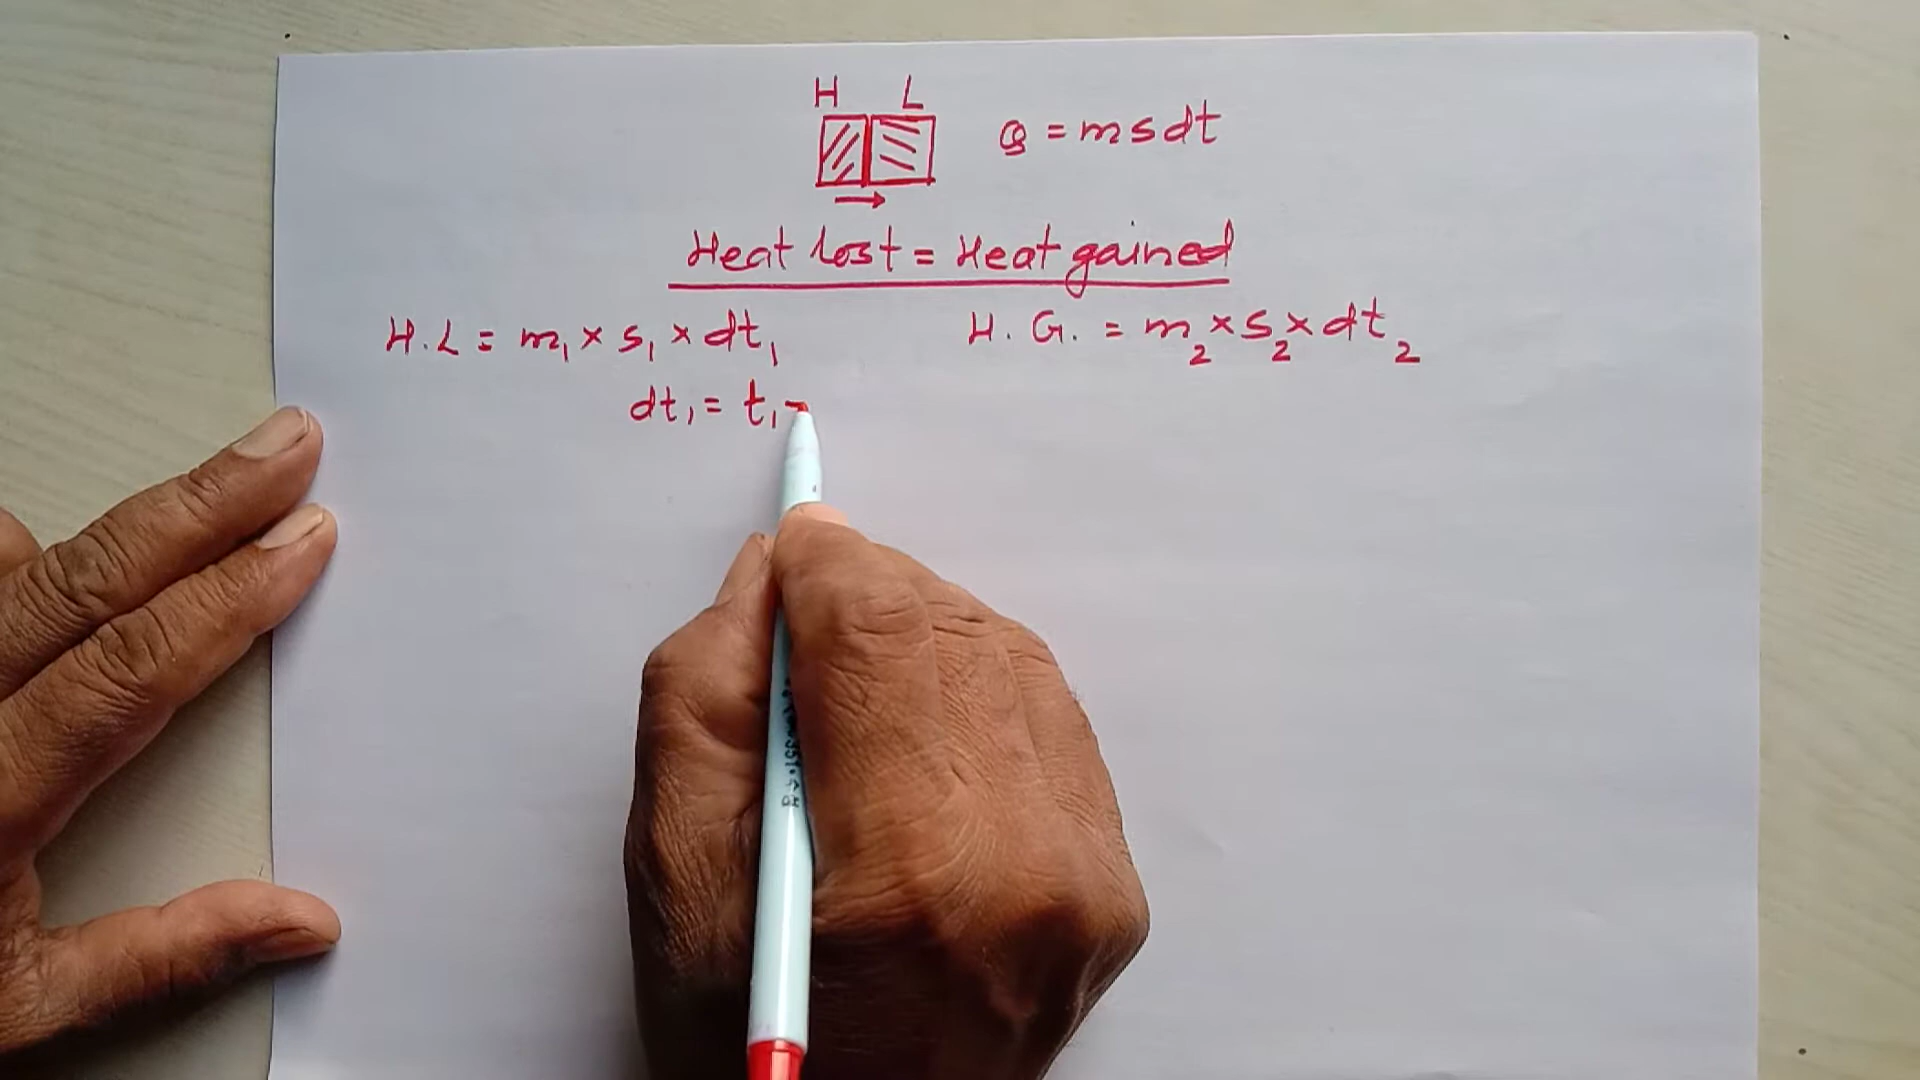 H L
Q = msdt
Heat lost = Heat gained
H.L = m₁ × s₁ × dt₁
H. G. = m₂ × s₂ × dt₂
dt₁ = t₁ -